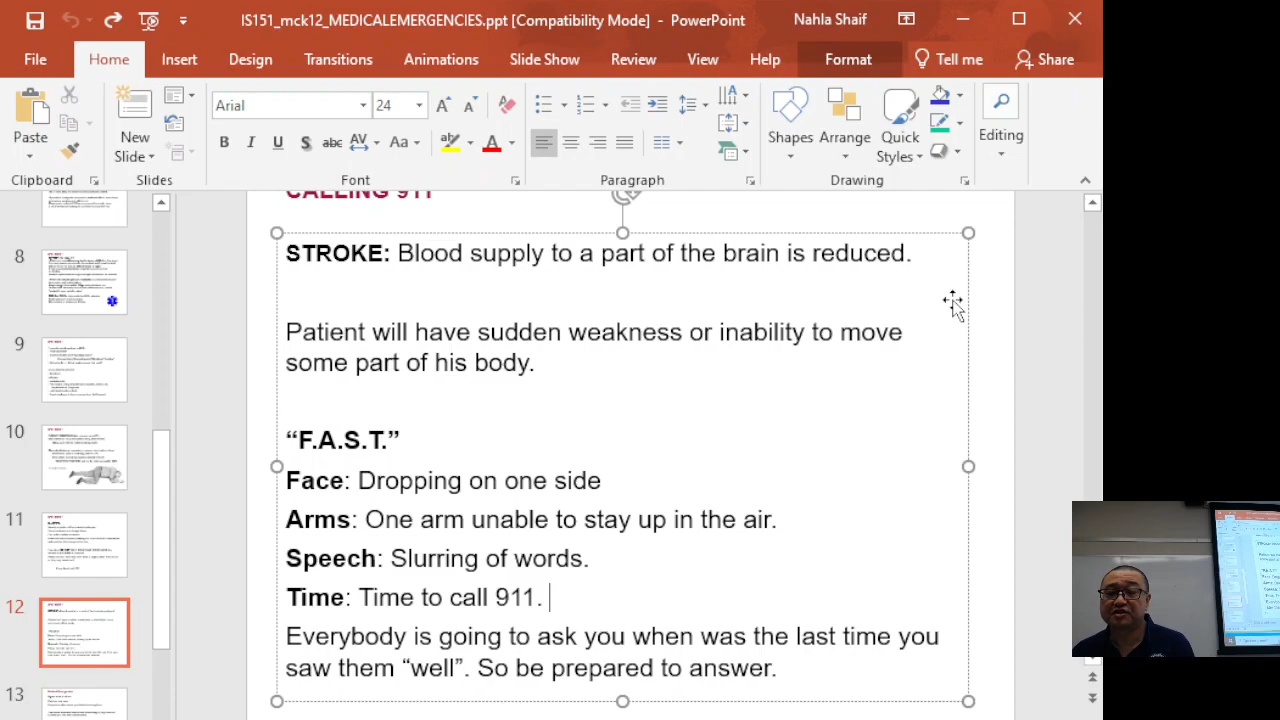 IS151_mck12_MEDICALEMERGENCIES.ppt [Compatibility Mode] - PowerPoint
Nahla Shaif
File Home Insert Design Transitions Animations Slide Show Review View Help Format Tell me Share
Arial 24
Paste
New Slide
Shapes Arrange Quick Styles
Editing
Clipboard Slides Font Paragraph Drawing
CALLING 911
STROKE: Blood supply to a part of the brain is reduced.
Patient will have sudden weakness or inability to move
some part of his body.
“F.A.S.T.”
Face: Dropping on one side
Arms: One arm unable to stay up in the air.
Speech: Slurring of words.
Time: Time to call 911.
Everybody is going to ask you when was the last time you
saw them “well”. So be prepared to answer.
8
9
10
11
12
13